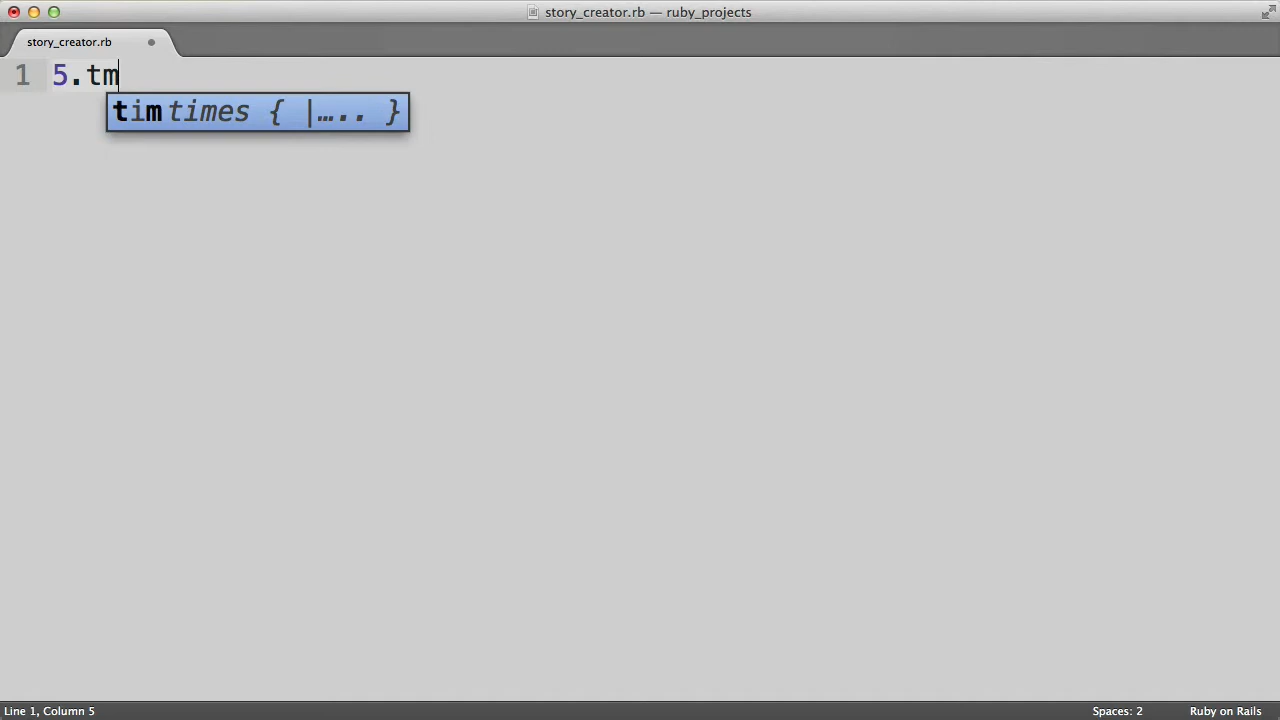 story_creator.rb — ruby_projects
story_creator.rb
1 5.tm
tim times { |….. }
Line 1, Column 5
Spaces: 2
Ruby on Rails